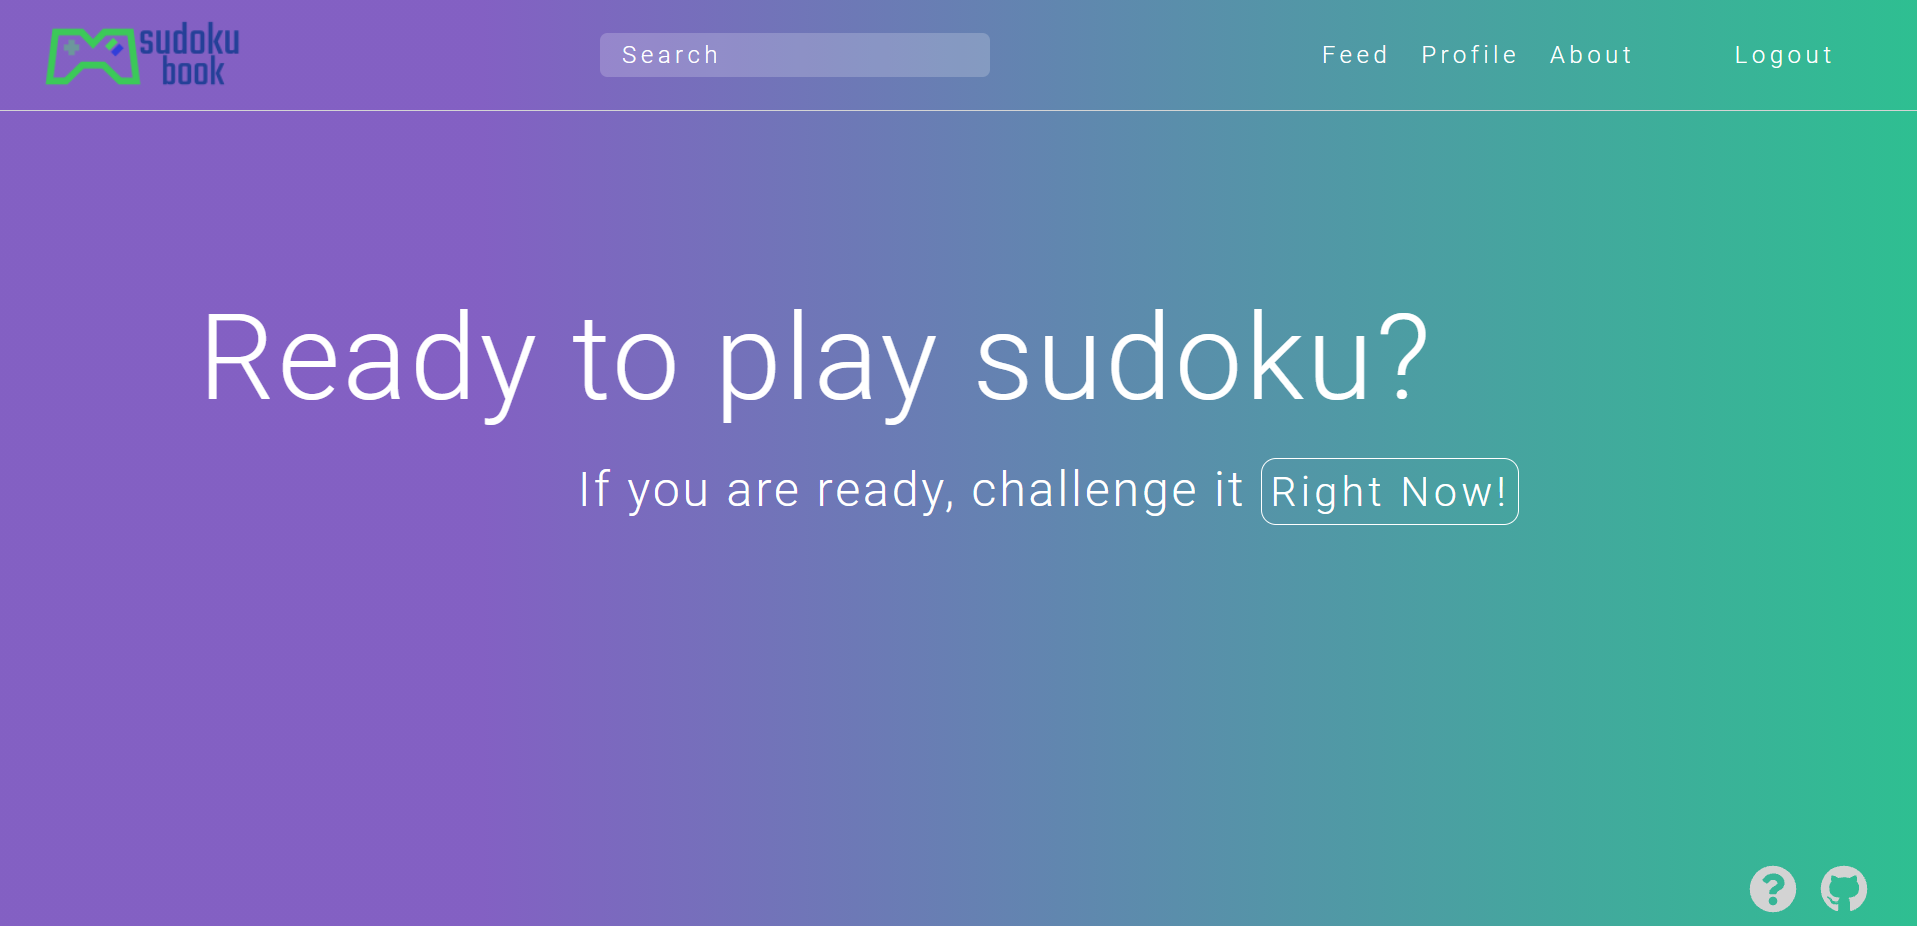 sudoku
book
Search
Feed Profile About Logout
Ready to play sudoku?
If you are ready, challenge it Right Now!